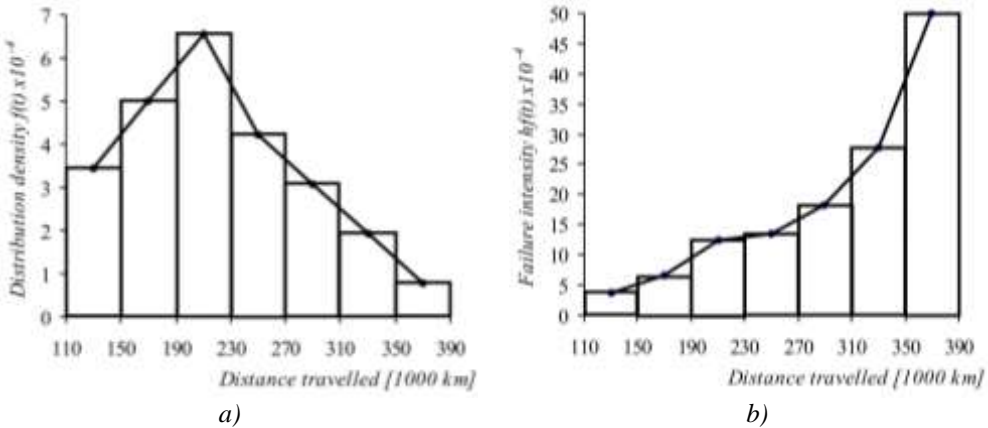 7
6
5
4
3
2
1
0
Distribution density f(t) x10⁻⁴
110 150 190 230 270 310 350 390
Distance travelled [1000 km]
a)
50
45
40
35
30
25
20
15
10
5
0
Failure intensity hf(t) x10⁻⁴
110 150 190 230 270 310 350 390
Distance travelled [1000 km]
b)